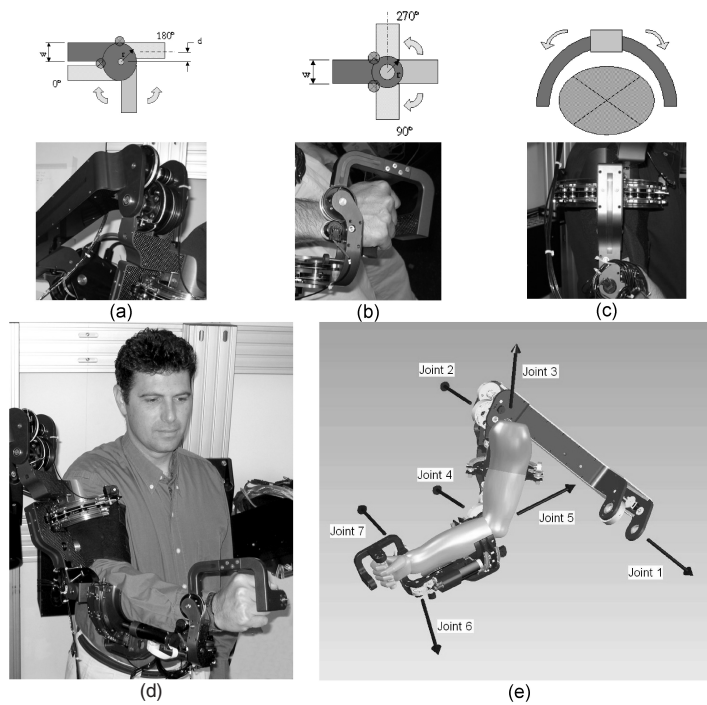 180°
d
w
r
0°
270°
w
r
90°
(a)
(b)
(c)
Joint 3
Joint 2
Joint 4
Joint 5
Joint 7
Joint 1
Joint 6
(d)
(e)